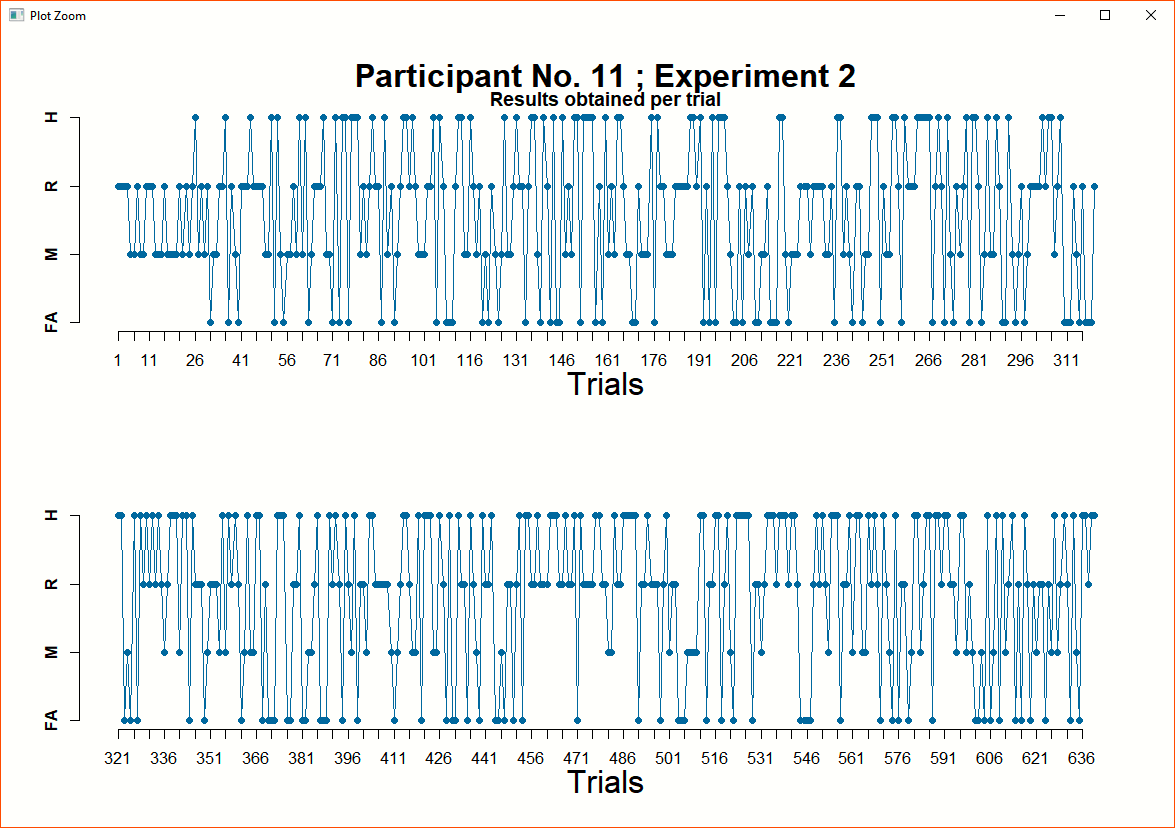 Plot Zoom
Participant No. 11 ; Experiment 2
Results obtained per trial
H
R
M
FA
1 11 26 41 56 71 86 101 116 131 146 161 176 191 206 221 236 251 266 281 296 311
Trials
H
R
M
FA
321 336 351 366 381 396 411 426 441 456 471 486 501 516 531 546 561 576 591 606 621 636
Trials